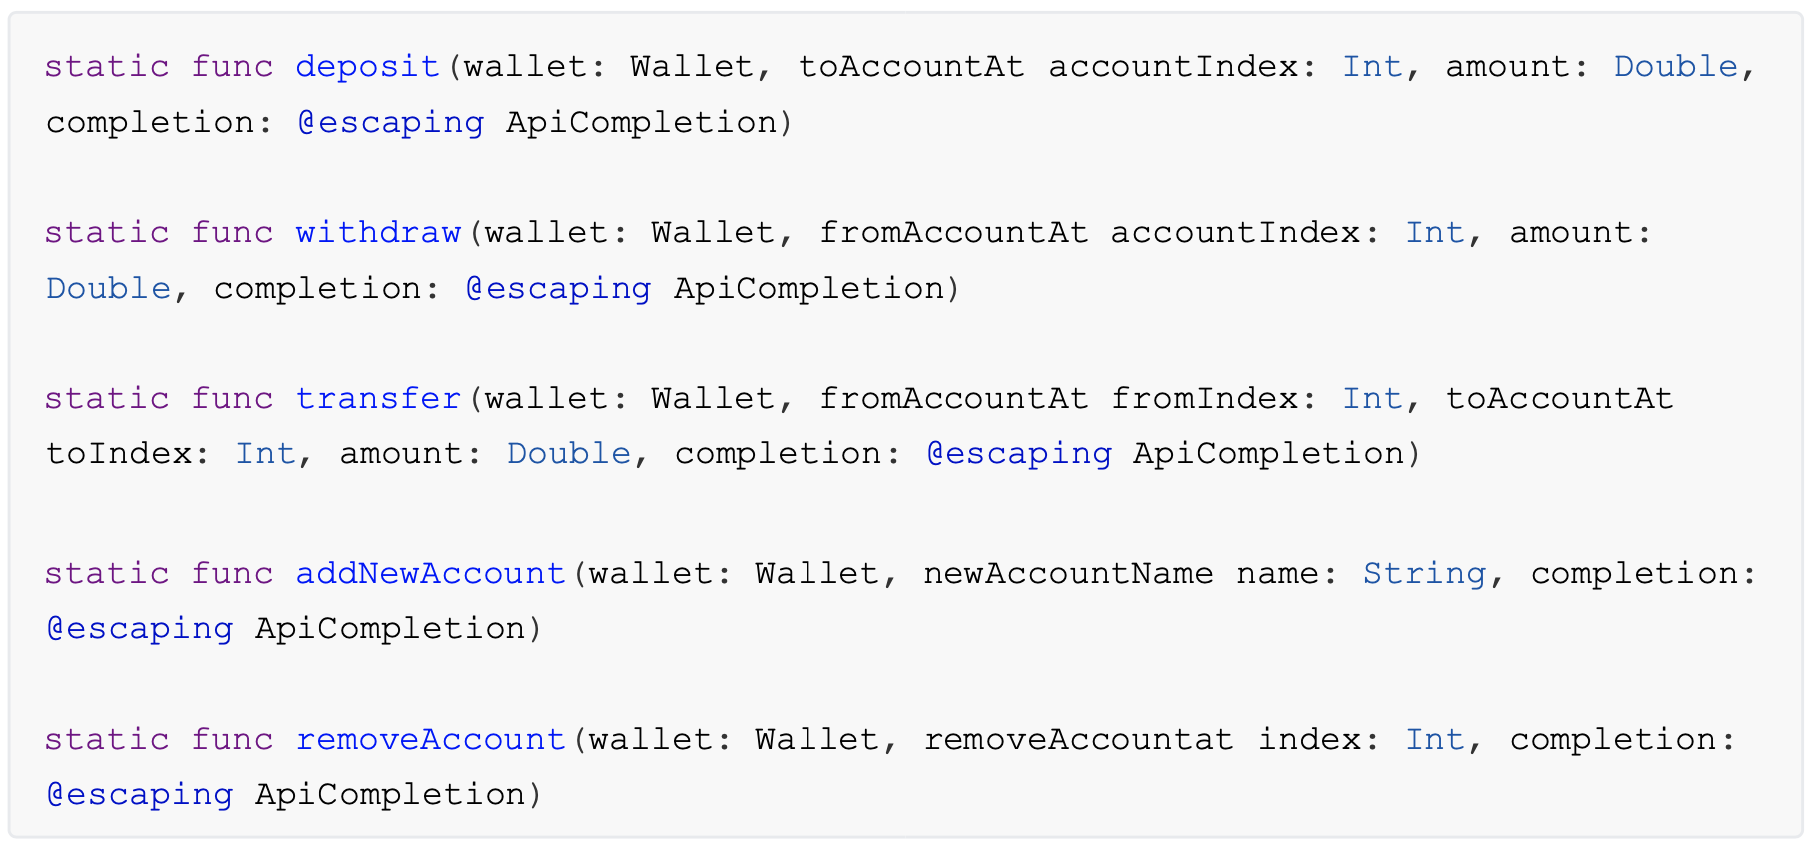 static func deposit(wallet: Wallet, toAccountAt accountIndex: Int, amount: Double,
completion: @escaping ApiCompletion)
static func withdraw(wallet: Wallet, fromAccountAt accountIndex: Int, amount:
Double, completion: @escaping ApiCompletion)
static func transfer(wallet: Wallet, fromAccountAt fromIndex: Int, toAccountAt
toIndex: Int, amount: Double, completion: @escaping ApiCompletion)
static func addNewAccount(wallet: Wallet, newAccountName name: String, completion:
@escaping ApiCompletion)
static func removeAccount(wallet: Wallet, removeAccountat index: Int, completion:
@escaping ApiCompletion)